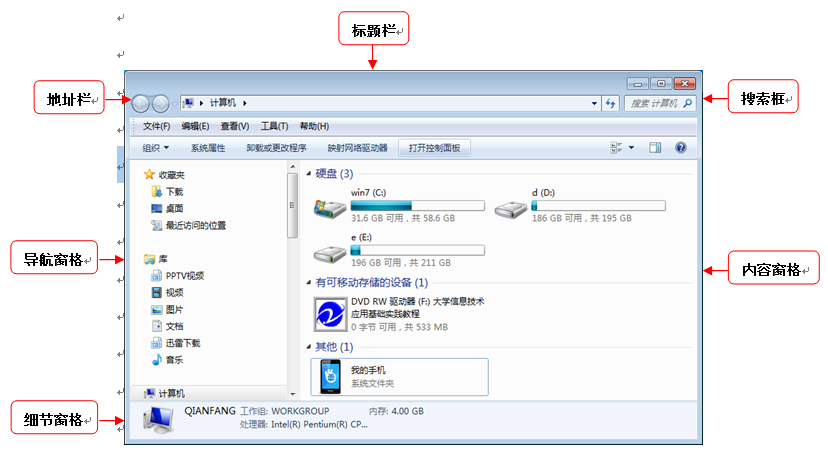 标题栏
地址栏
计算机
搜索 计算机
搜索框
文件(F) 编辑(E) 查看(V) 工具(T) 帮助(H)
组织 系统属性 卸载或更改程序 映射网络驱动器 打开控制面板
收藏夹
下载
桌面
最近访问的位置
库
PPTV视频
视频
图片
文档
迅雷下载
音乐
计算机
导航窗格
硬盘 (3)
win7 (C:)
31.6 GB 可用，共 58.6 GB
d (D:)
186 GB 可用，共 195 GB
e (E:)
196 GB 可用，共 211 GB
有可移动存储的设备 (1)
DVD RW 驱动器 (F:) 大学信息技术
应用基础实践教程
0 字节 可用，共 533 MB
其他 (1)
我的手机
系统文件夹
内容窗格
细节窗格
QIANFANG 工作组: WORKGROUP 内存: 4.00 GB
处理器: Intel(R) Pentium(R) CP...